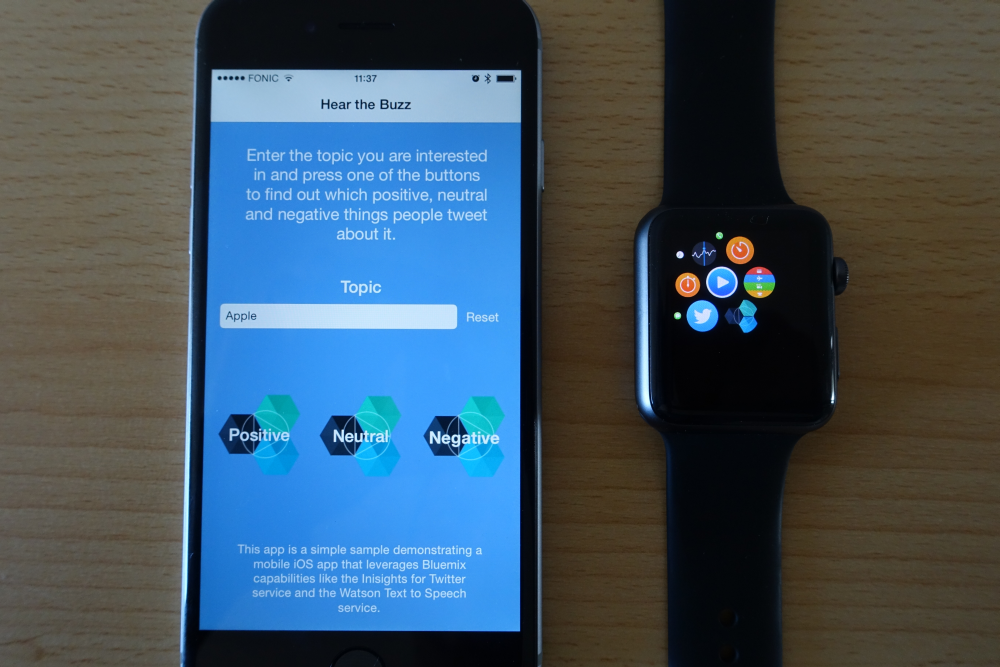 FONIC 11:37
Hear the Buzz
Enter the topic you are interested
in and press one of the buttons
to find out which positive, neutral
and negative things people tweet
about it.
Topic
Apple Reset
Positive Neutral Negative
This app is a simple sample demonstrating a
mobile iOS app that leverages Bluemix
capabilities like the Inisights for Twitter
service and the Watson Text to Speech
service.